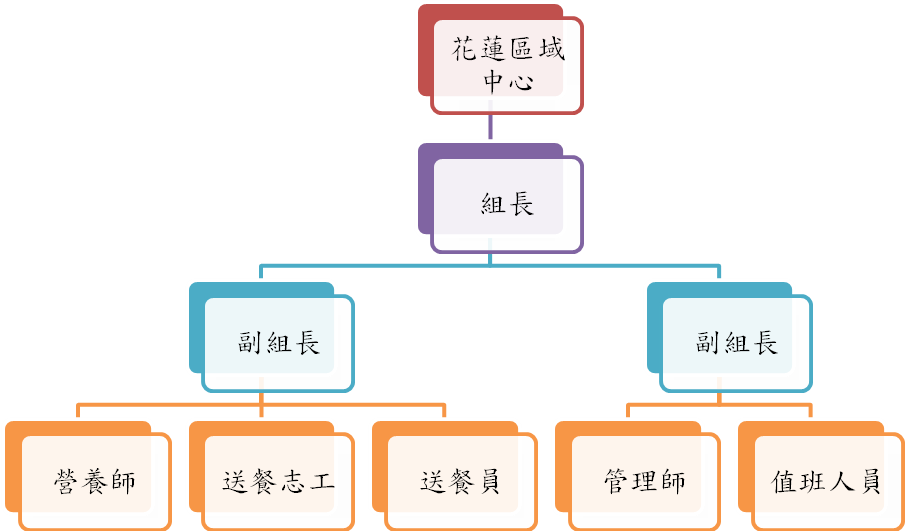 花蓮區域
中心
組長
副組長
副組長
營養師
送餐志工
送餐員
管理師
值班人員